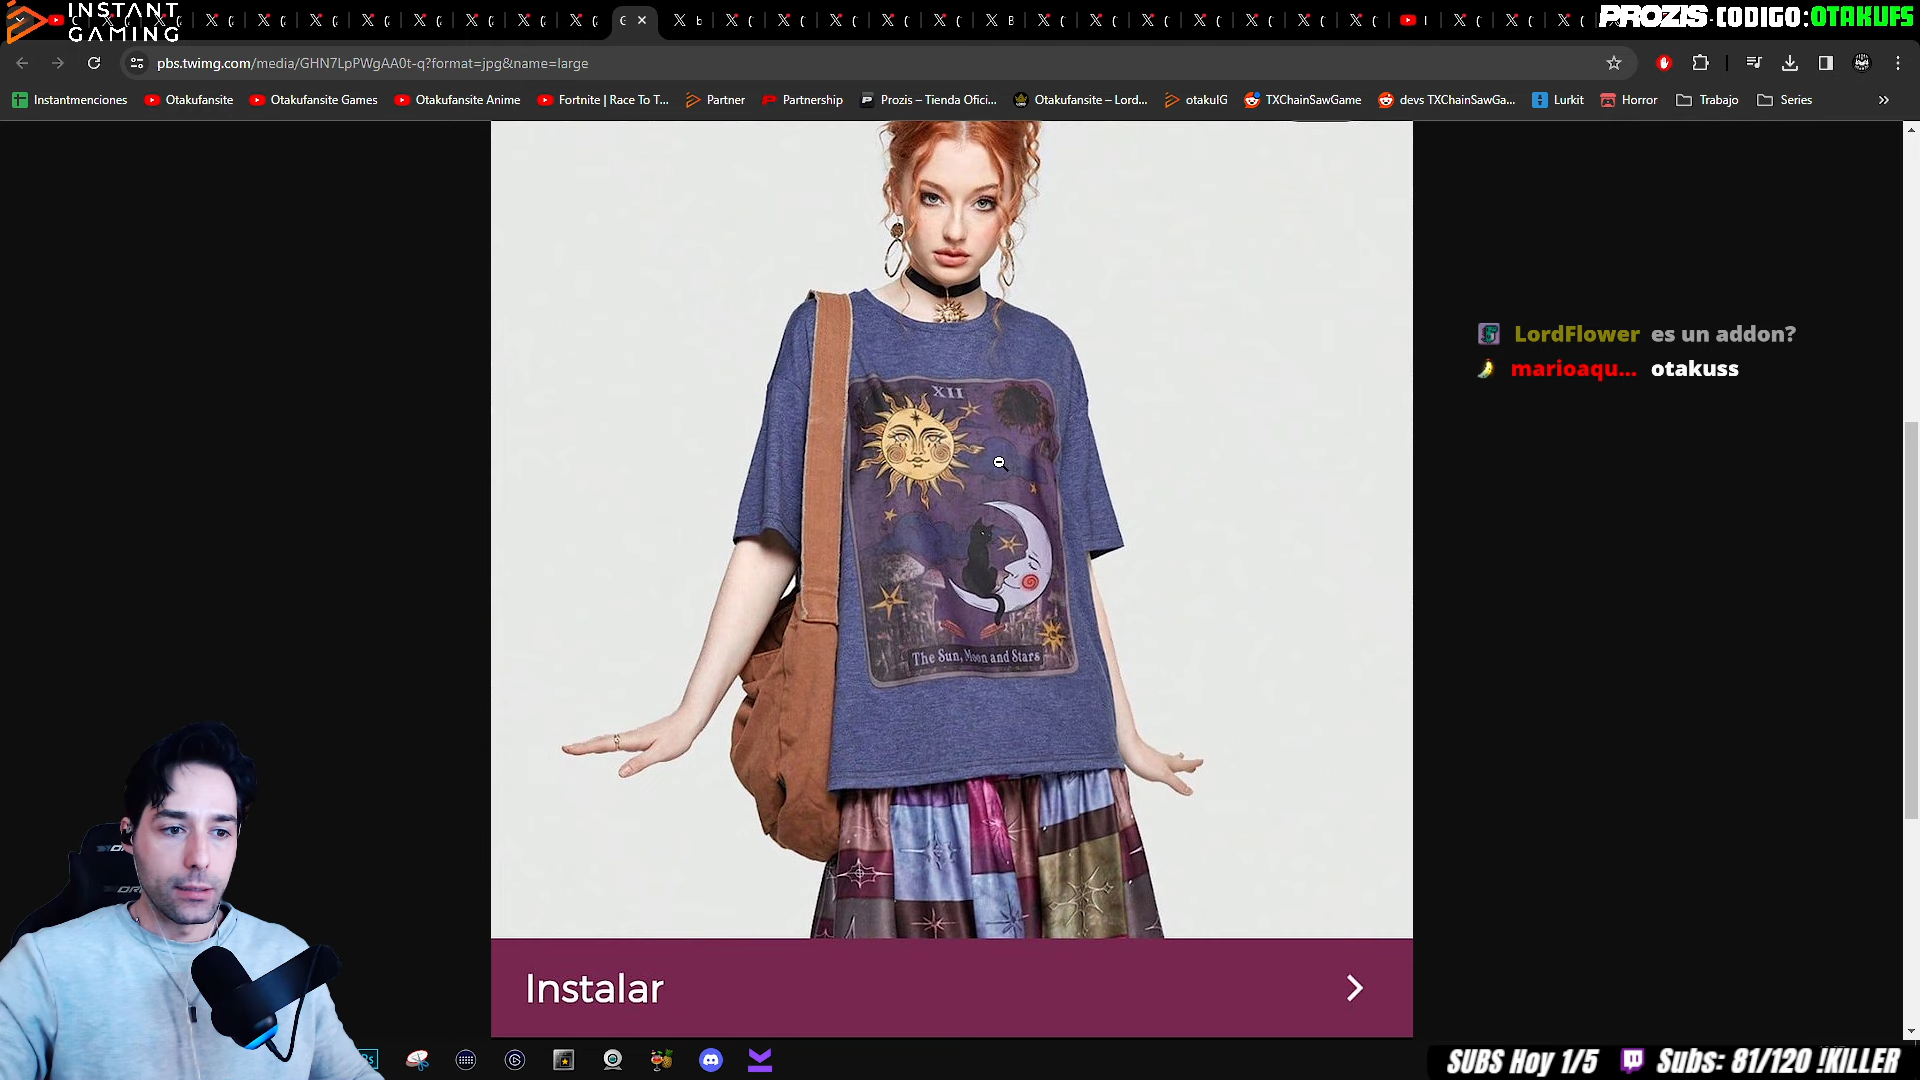 INSTANT
GAMING
PROZIS CODIGO:OTAKUFS
pbs.twimg.com/media/GHN7LpPWgAA0t-q?format=jpg&name=large
Instantmenciones
Otakufansite
Otakufansite Games
Otakufansite Anime
Fortnite | Race To T...
Partner
Partnership
Prozis – Tienda Ofici...
Otakufansite – Lord...
otakuIG
TXChainSawGame
devs TXChainSawGa...
Lurkit
Horror
Trabajo
Series
LordFlower es un addon?
marioaqu... otakuss
XII
The Sun, Moon and Stars
Instalar
SUBS Hoy 1/5
Subs: 81/120 !KILLER